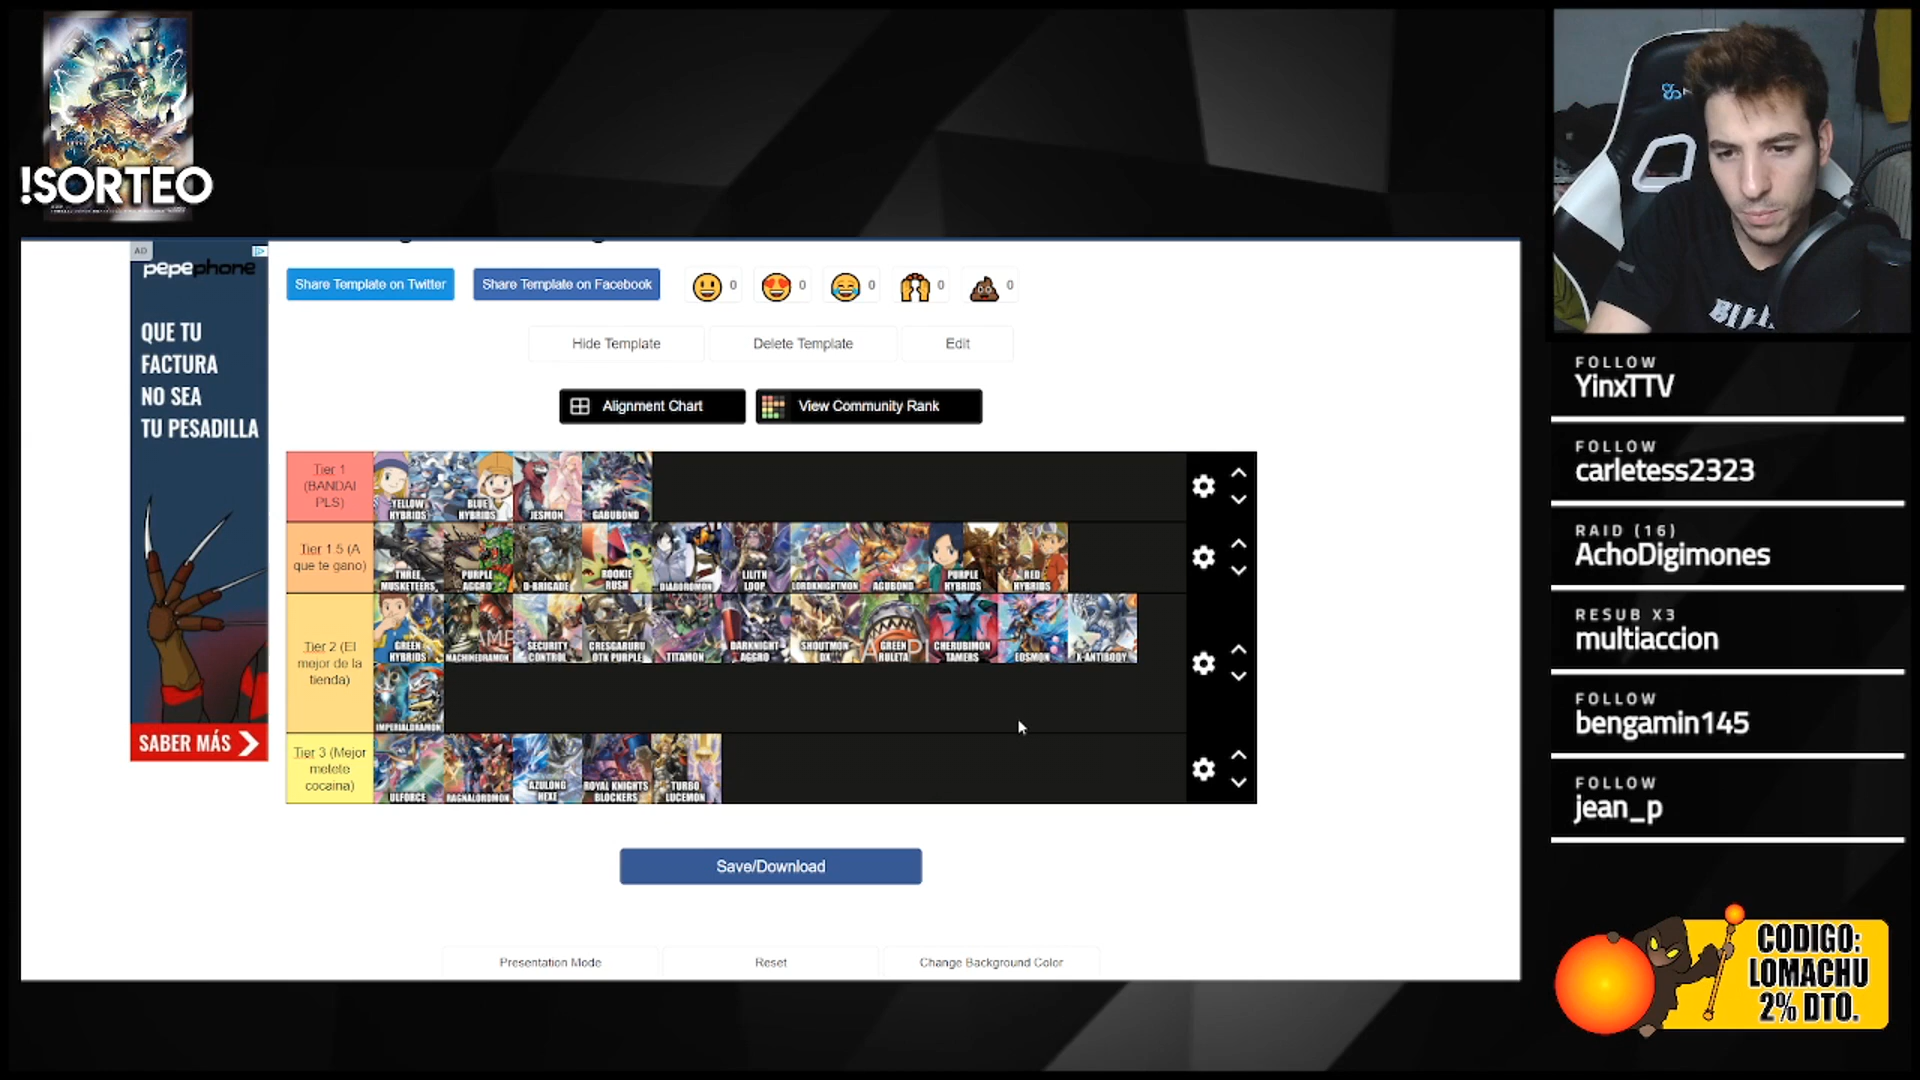 !SORTEO
AD
pepephone
QUE TU
FACTURA
NO SEA
TU PESADILLA
SABER MÁS
Share Template on Twitter
Share Template on Facebook
0
0
0
0
0
Hide Template
Delete Template
Edit
Alignment Chart
View Community Rank
Tier 1
(BANDAI
PLS)
YELLOW
HYBRIDS
BLUE
HYBRIDS
JESMON
GABUBOND
Tier 1.5 (A
que te gano)
THREE
MUSKETEERS
PURPLE
AGGRO
D-BRIGADE
ROOKIE
RUSH
DIABOROMON
LILITH
LOOP
LORDKNIGHTMON
AGUBOND
PURPLE
HYBRIDS
RED
HYBRIDS
Tier 2 (El
mejor de la
tienda)
GREEN
HYBRIDS
MACHINEDRAMON
SECURITY
CONTROL
CRESGARURU
OTK PURPLE
TITAMON
DARKNIGHT
AGGRO
SHOUTMON
DX
GREEN
RULETA
CHERUBIMON
TAMERS
EOSMON
X-ANTIBODY
IMPERIALDRAMON
Tier 3 (Mejor
metete
cocaina)
ULFORCE
RAGNALORDMON
AZULONG
HEXE
ROYAL KNIGHTS
BLOCKERS
TURBO
LUCEMON
Save/Download
Presentation Mode
Reset
Change Background Color
FOLLOW
YinxTTV
FOLLOW
carletess2323
RAID (16)
AchoDigimones
RESUB X3
multiaccion
FOLLOW
bengamin145
FOLLOW
jean_p
CODIGO:
LOMACHU
2% DTO.